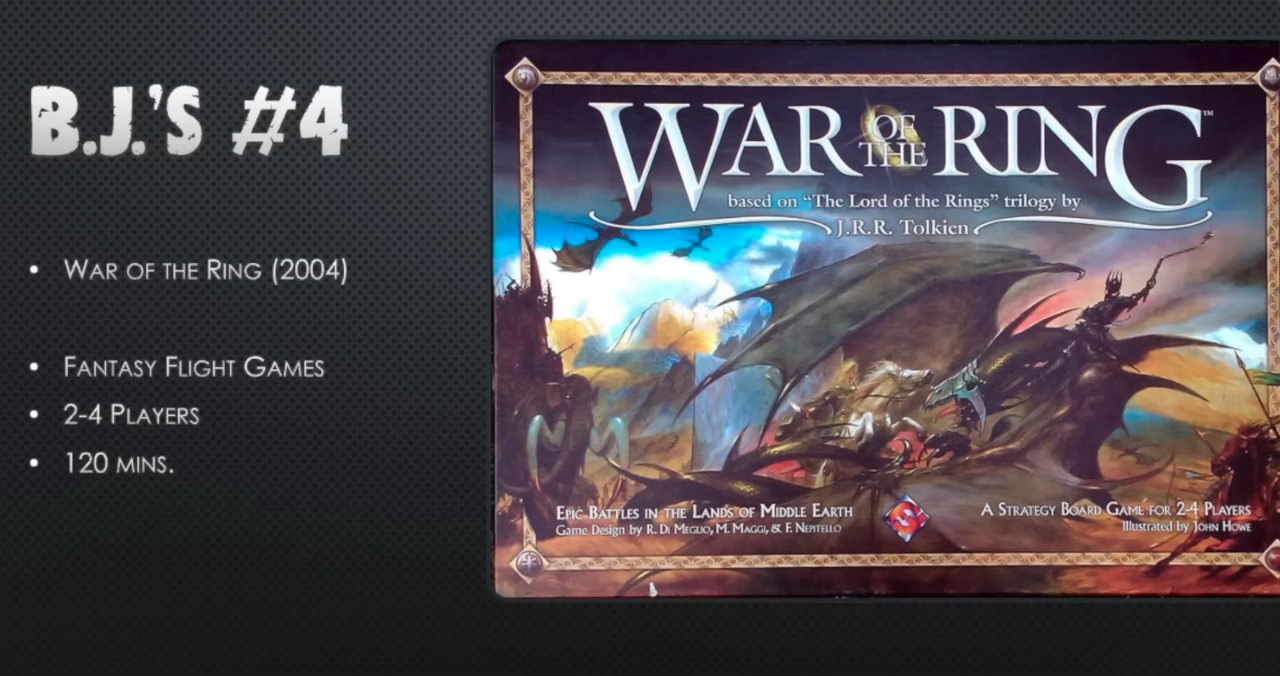 B.J.'S #4
• WAR OF THE RING (2004)
• FANTASY FLIGHT GAMES
• 2-4 PLAYERS
• 120 MINS.
WAR OF THE RING™
based on “The Lord of the Rings” trilogy by
J.R.R. Tolkien
EPIC BATTLES IN THE LANDS OF MIDDLE EARTH
Game Design by R. DI MEGLIO, M. MAGGI, & F. NEPITELLO
A STRATEGY BOARD GAME FOR 2-4 PLAYERS
Illustrated by JOHN HOWE